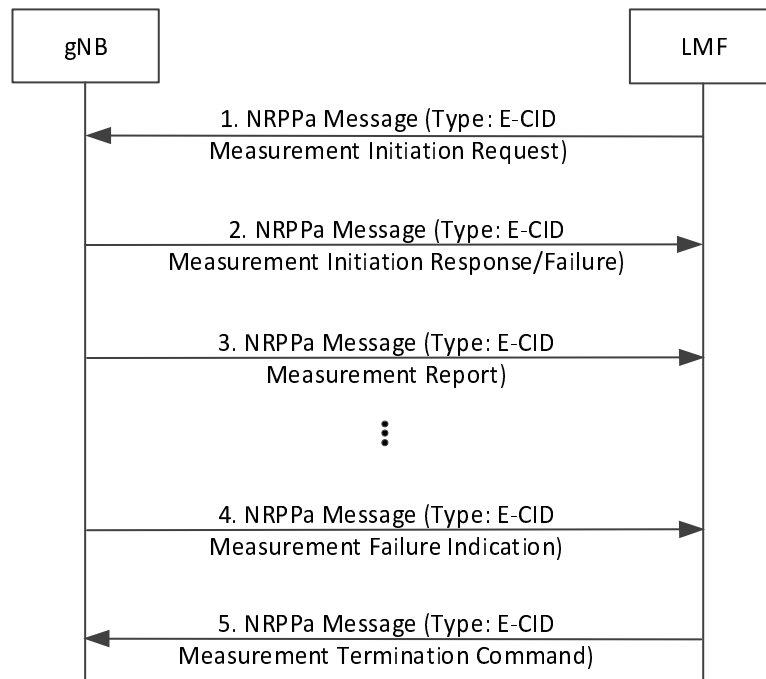 gNB
LMF
1. NRPPa Message (Type: E-CID
Measurement Initiation Request)
2. NRPPa Message (Type: E-CID
Measurement Initiation Response/Failure)
3. NRPPa Message (Type: E-CID
Measurement Report)
4. NRPPa Message (Type: E-CID
Measurement Failure Indication)
5. NRPPa Message (Type: E-CID
Measurement Termination Command)